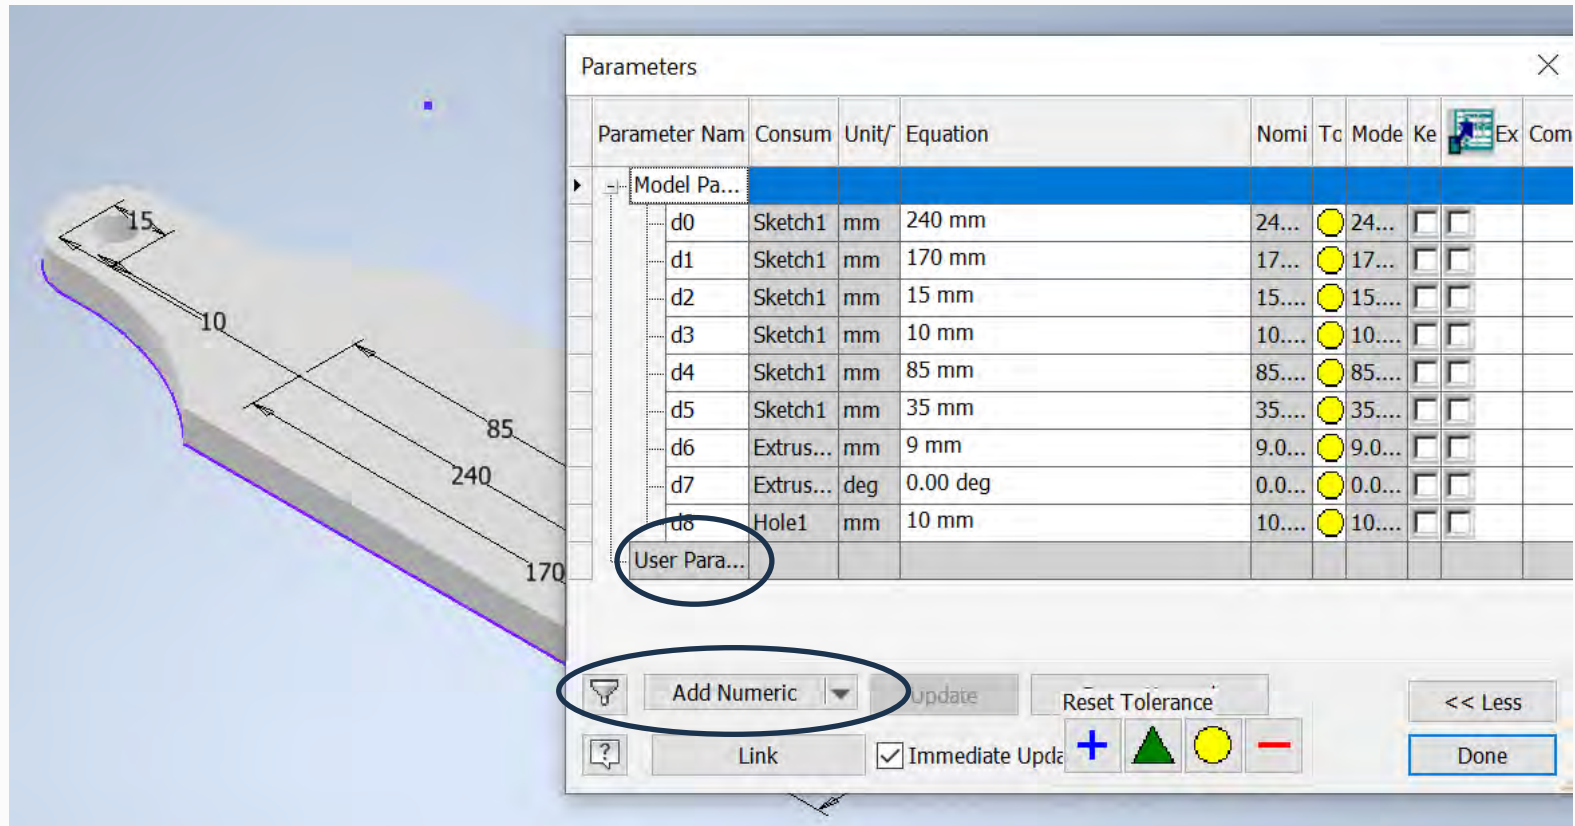 Parameters
Parameter Nam Consum Unit/ Equation Nomi To Mode Ke Ex Com
Model Pa...
d0 Sketch1 mm 240 mm 24... 24...
d1 Sketch1 mm 170 mm 17... 17...
d2 Sketch1 mm 15 mm 15.... 15....
d3 Sketch1 mm 10 mm 10.... 10....
d4 Sketch1 mm 85 mm 85.... 85....
d5 Sketch1 mm 35 mm 35.... 35....
d6 Extrus... mm 9 mm 9.0... 9.0...
d7 Extrus... deg 0.00 deg 0.0... 0.0...
d8 Hole1 mm 10 mm 10.... 10....
User Para...
Add Numeric Update Reset Tolerance << Less
Link Immediate Upda Done
15
10
85
240
170